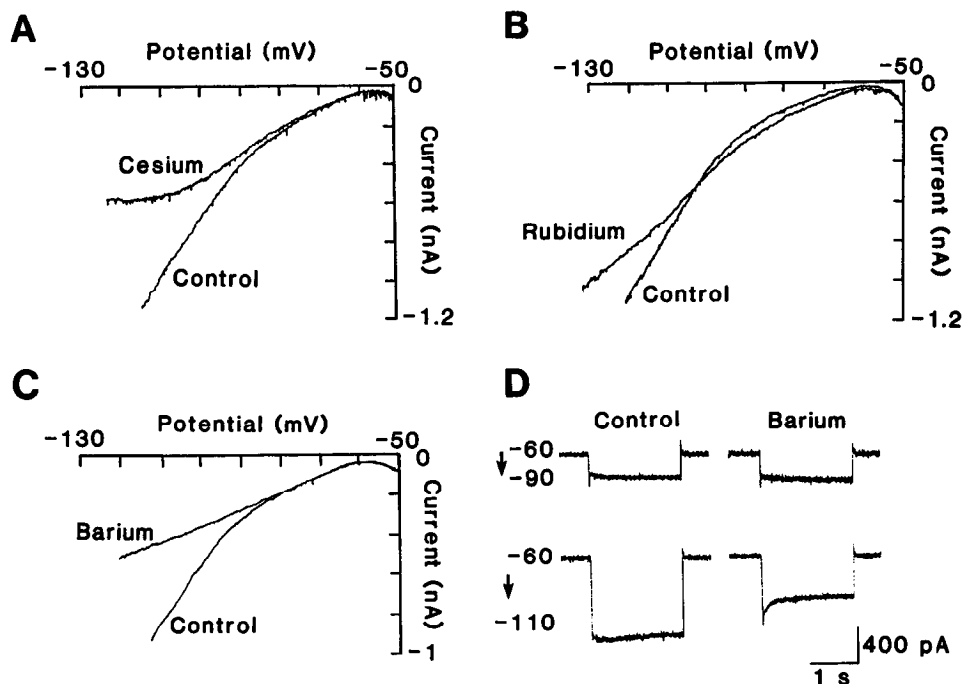 A
Potential (mV)
-130
-50
0
Cesium
Control
Current (nA)
-1.2
B
Potential (mV)
-130
-50
0
Rubidium
Control
Current (nA)
-1.2
C
Potential (mV)
-130
-50
0
Barium
Control
Current (nA)
-1
D
Control
Barium
-60
-90
-60
-110
400 pA
1 s